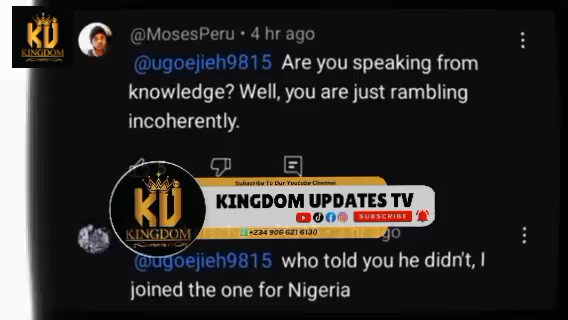 KU
KINGDOM
@MosesPeru • 4 hr ago
@ugoejieh9815 Are you speaking from
knowledge? Well, you are just rambling
incoherently.
Subscribe To Our Youtube Channel
KU
KINGDOM
KINGDOM UPDATES TV
SUBSCRIBE
+234 906 621 6130
ago
@ugoejieh9815 who told you he didn't, I
joined the one for Nigeria